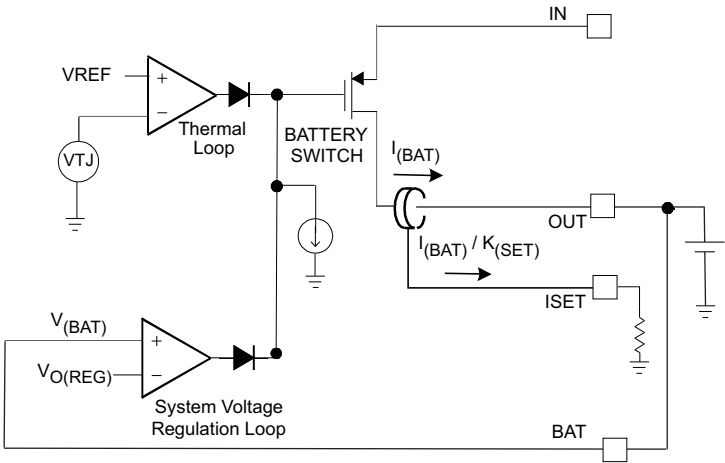 IN
VREF
+
−
Thermal
Loop
VTJ
BATTERY
SWITCH
I(BAT)
OUT
I(BAT) / K(SET)
ISET
V(BAT)
+
VO(REG)
−
System Voltage
Regulation Loop
BAT